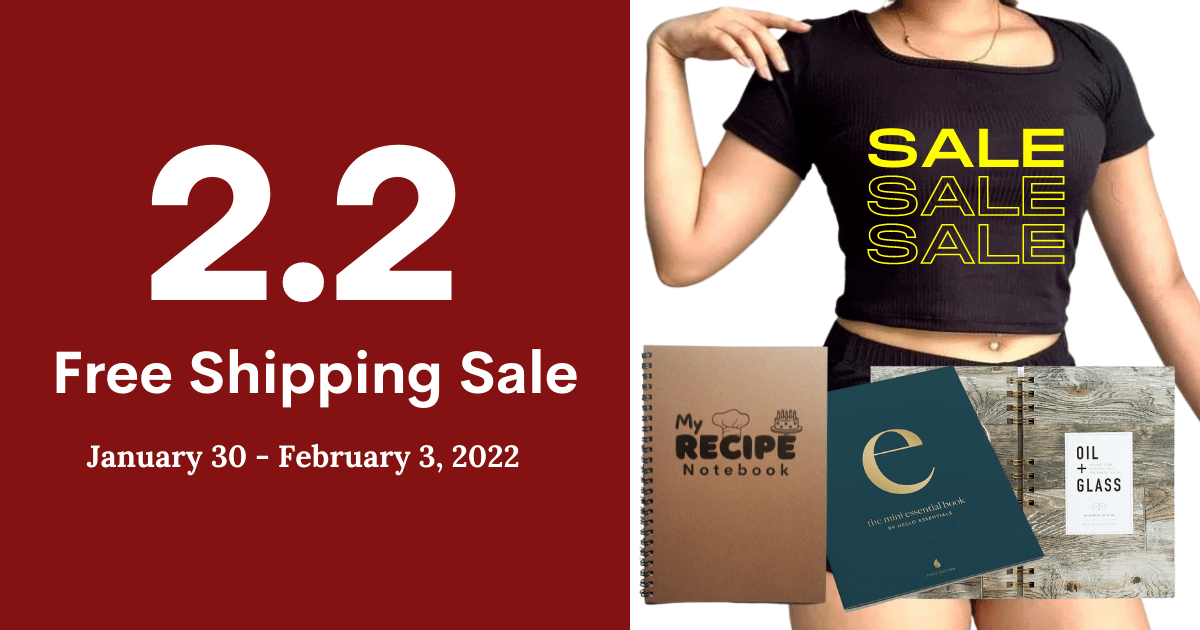 2.2
Free Shipping Sale
January 30 - February 3, 2022
SALE
SALE
SALE
My
RECIPE
Notebook
e
the mini essential book
BY HELLO ESSENTIALS
OIL
+
GLASS